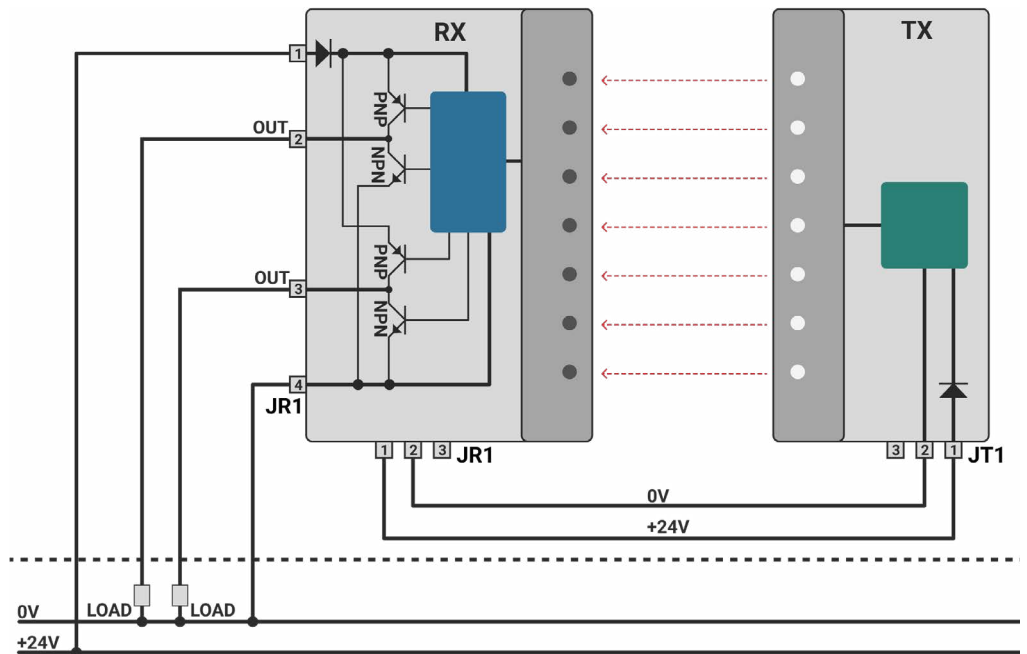 RX
TX
1
PNP
OUT
2
NPN
PNP
OUT
3
NPN
4
JR1
1
2
3
JR1
3
2
1
JT1
0V
+24V
LOAD
LOAD
0V
+24V